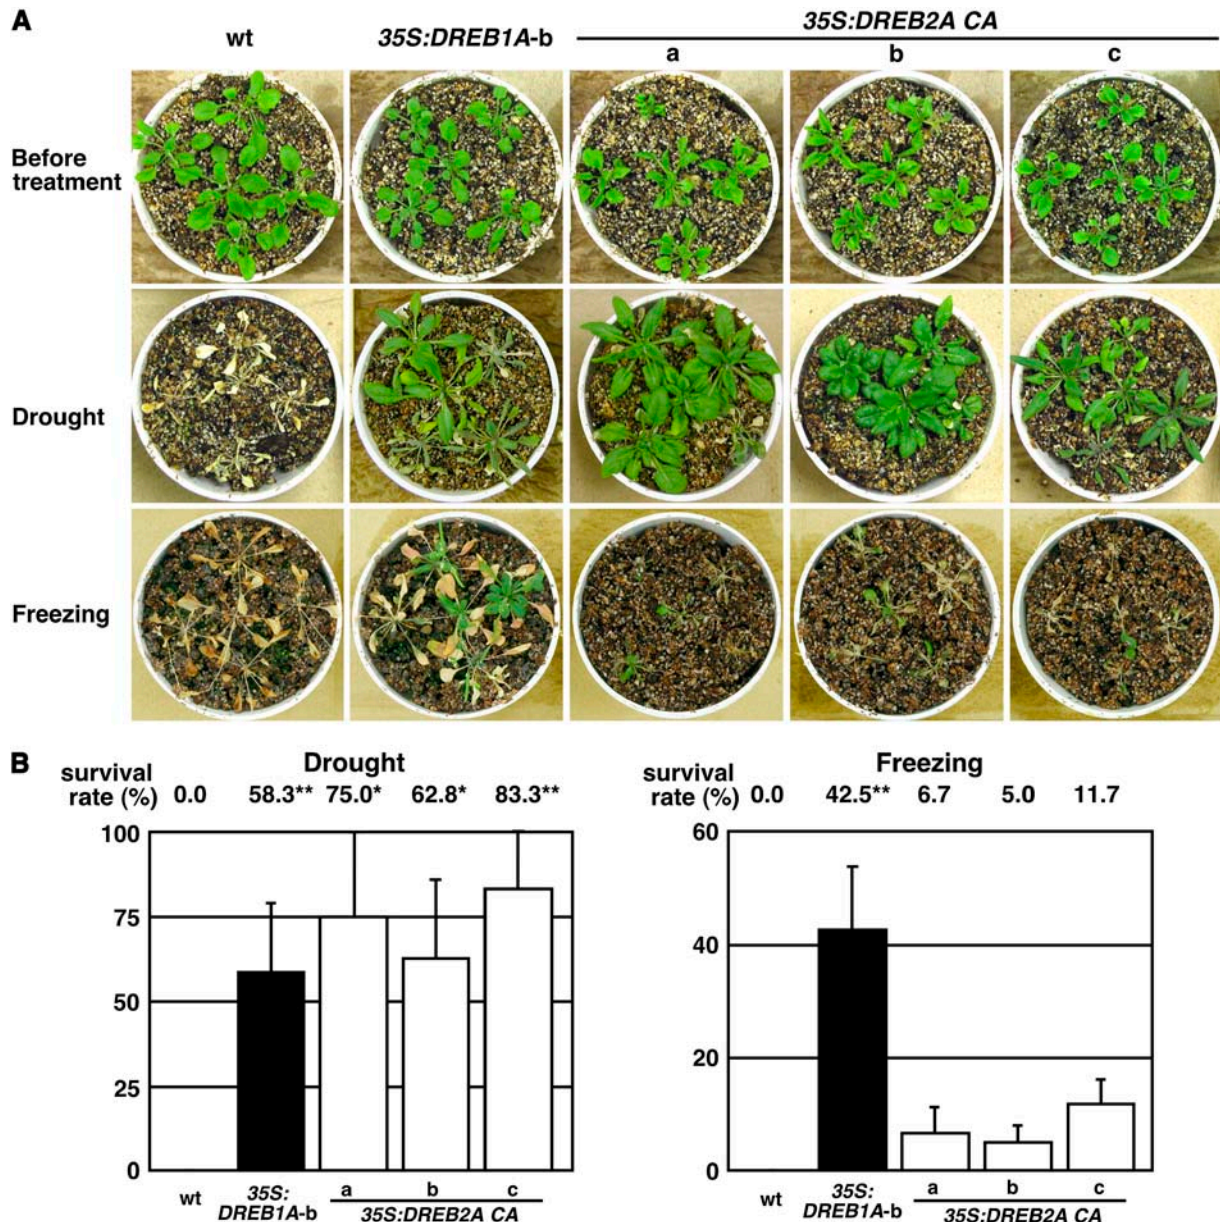 A
wt
35S:DREB1A-b
35S:DREB2A CA
a
b
c
Before
treatment
Drought
Freezing
B
Drought
survival
rate (%) 0.0 58.3** 75.0* 62.8* 83.3**
100
75
50
25
0
wt
35S:
DREB1A-b
a
b
c
35S:DREB2A CA
Freezing
survival
rate (%) 0.0 42.5** 6.7 5.0 11.7
60
40
20
0
wt
35S:
DREB1A-b
a
b
c
35S:DREB2A CA